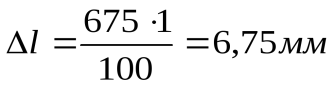 Δl = 675 · 1 / 100 = 6,75мм